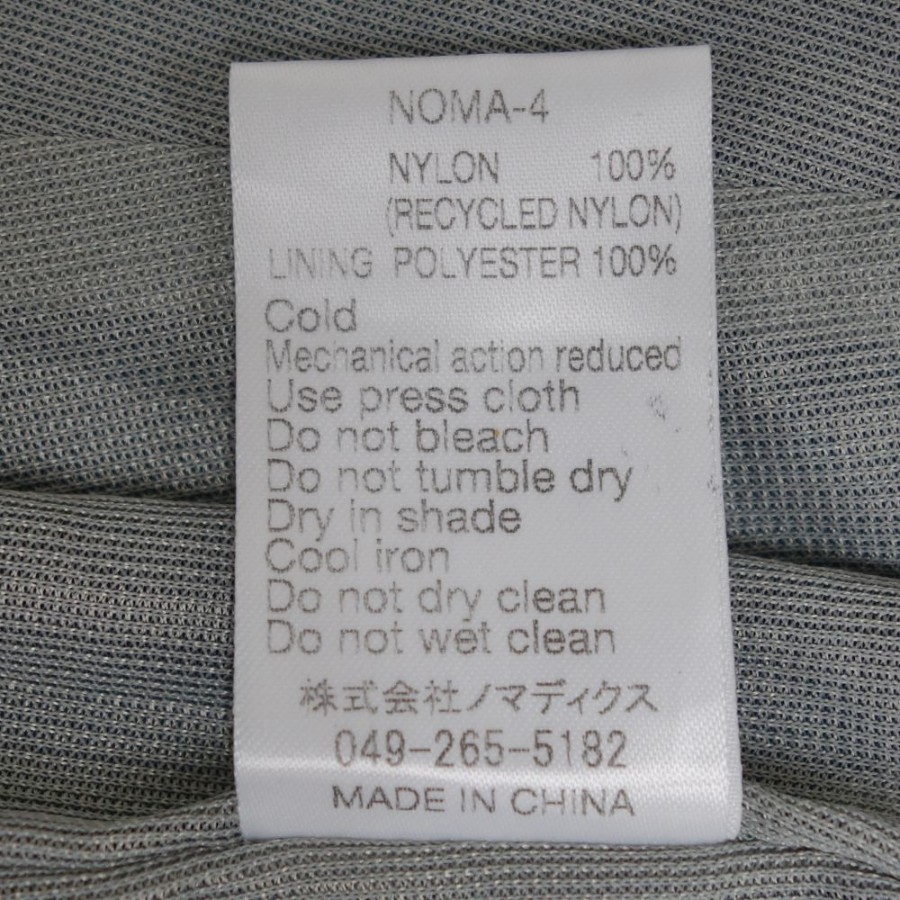 NOMA-4
NYLON 100%
(RECYCLED NYLON)
LINING POLYESTER 100%
Cold
Mechanical action reduced
Use press cloth
Do not bleach
Do not tumble dry
Dry in shade
Cool iron
Do not dry clean
Do not wet clean
株式会社ノマディクス
049-265-5182
MADE IN CHINA